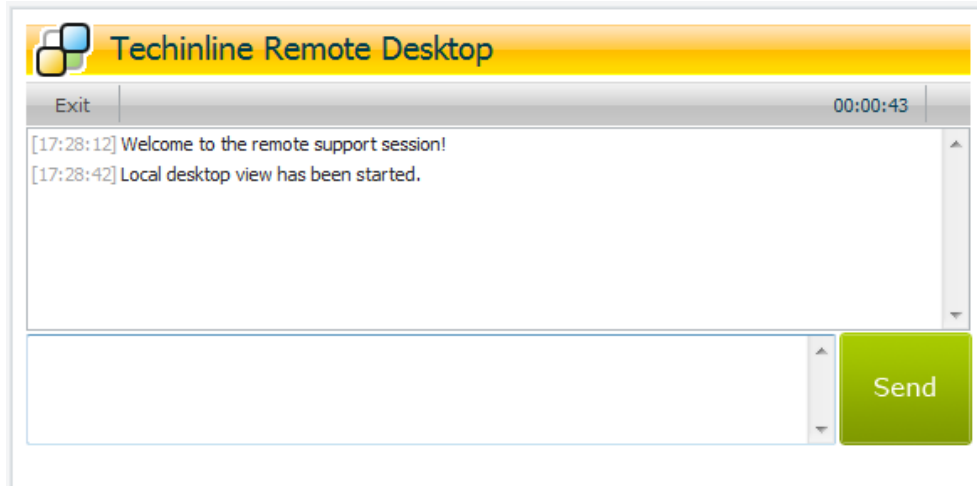 Techinline Remote Desktop
Exit 00:00:43
[17:28:12] Welcome to the remote support session!
[17:28:42] Local desktop view has been started.
Send